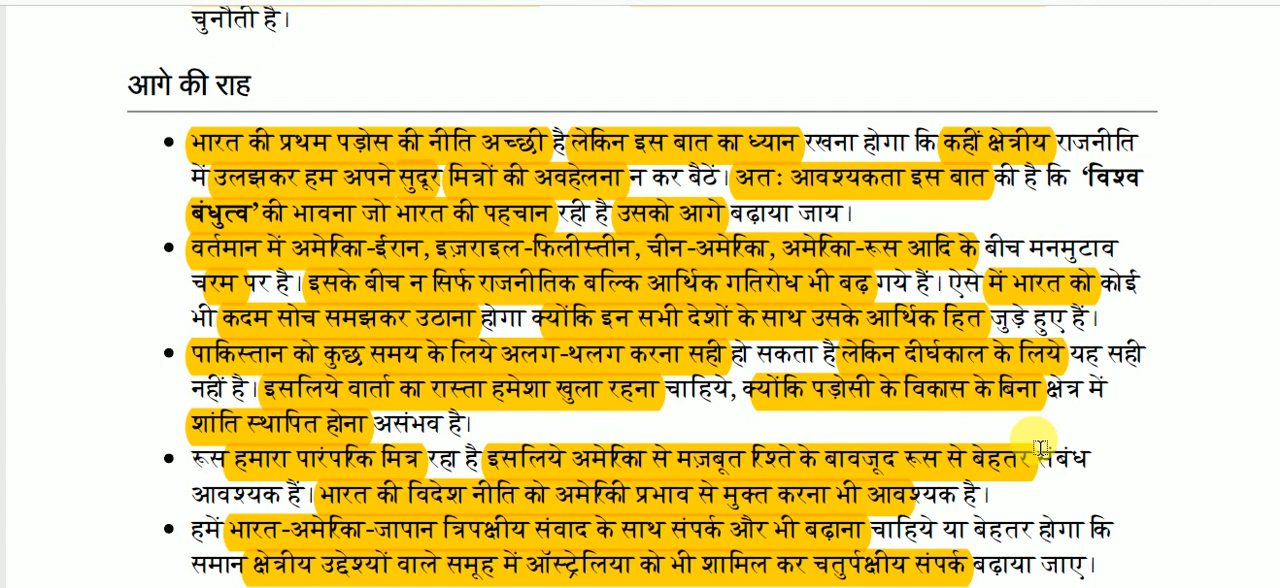 चुनौती है।
आगे की राह
• भारत की प्रथम पड़ोस की नीति अच्छी है लेकिन इस बात का ध्यान रखना होगा कि कहीं क्षेत्रीय राजनीति
में उलझकर हम अपने सुदूर मित्रों की अवहेलना न कर बैठें। अतः आवश्यकता इस बात की है कि ‘विश्व
बंधुत्व’ की भावना जो भारत की पहचान रही है उसको आगे बढ़ाया जाय।
• वर्तमान में अमेरिका-ईरान, इज़राइल-फिलीस्तीन, चीन-अमेरिका, अमेरिका-रूस आदि के बीच मनमुटाव
चरम पर है। इसके बीच न सिर्फ राजनीतिक बल्कि आर्थिक गतिरोध भी बढ़ गये हैं। ऐसे में भारत को कोई
भी कदम सोच समझकर उठाना होगा क्योंकि इन सभी देशों के साथ उसके आर्थिक हित जुड़े हुए हैं।
• पाकिस्तान को कुछ समय के लिये अलग-थलग करना सही हो सकता है लेकिन दीर्घकाल के लिये यह सही
नहीं है। इसलिये वार्ता का रास्ता हमेशा खुला रहना चाहिये, क्योंकि पड़ोसी के विकास के बिना क्षेत्र में
शांति स्थापित होना असंभव है।
• रूस हमारा पारंपरिक मित्र रहा है इसलिये अमेरिका से मज़बूत रिश्ते के बावजूद रूस से बेहतर संबंध
आवश्यक हैं। भारत की विदेश नीति को अमेरिकी प्रभाव से मुक्त करना भी आवश्यक है।
• हमें भारत-अमेरिका-जापान त्रिपक्षीय संवाद के साथ संपर्क और भी बढ़ाना चाहिये या बेहतर होगा कि
समान क्षेत्रीय उद्देश्यों वाले समूह में ऑस्ट्रेलिया को भी शामिल कर चतुर्पक्षीय संपर्क बढ़ाया जाए।